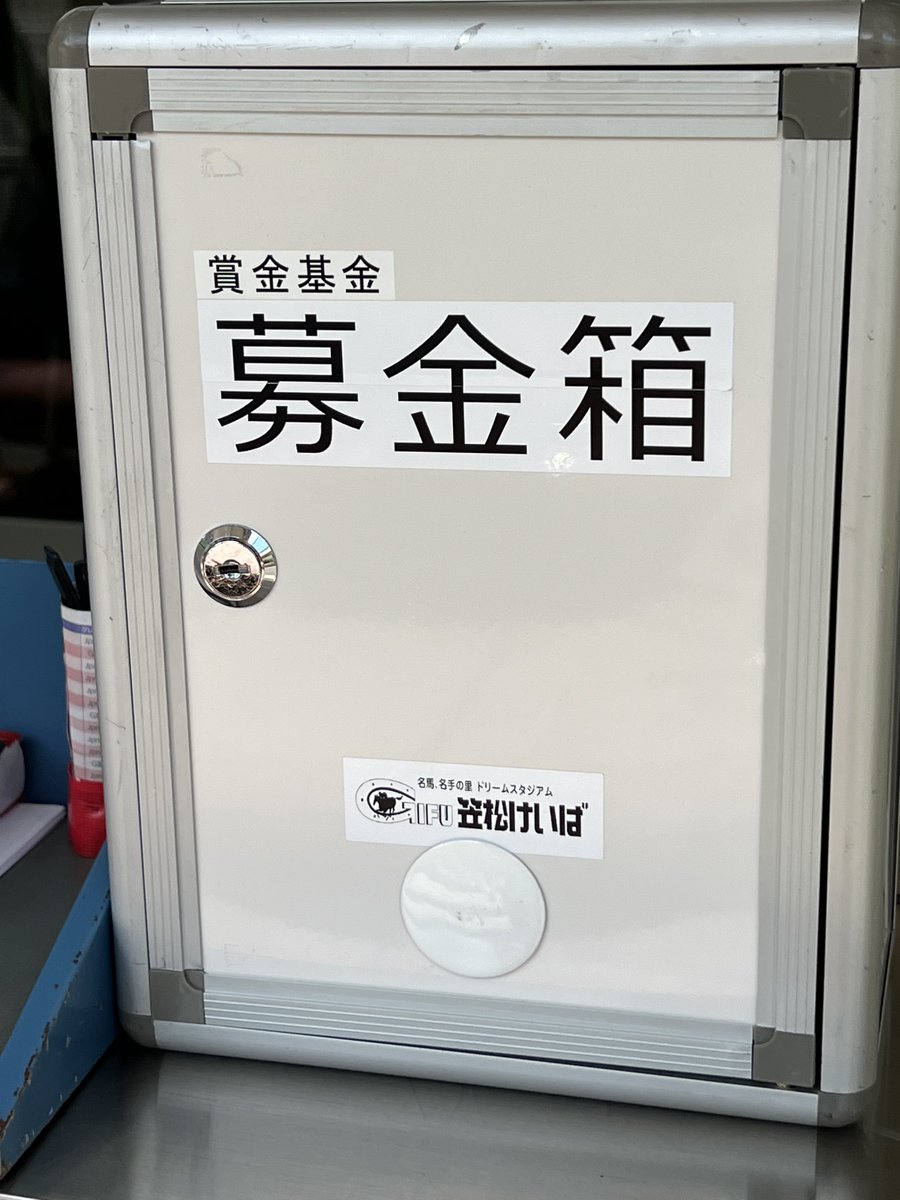 賞金基金
募金箱
名馬、名手の里 ドリームスタジアム
GIFU 笠松けいば